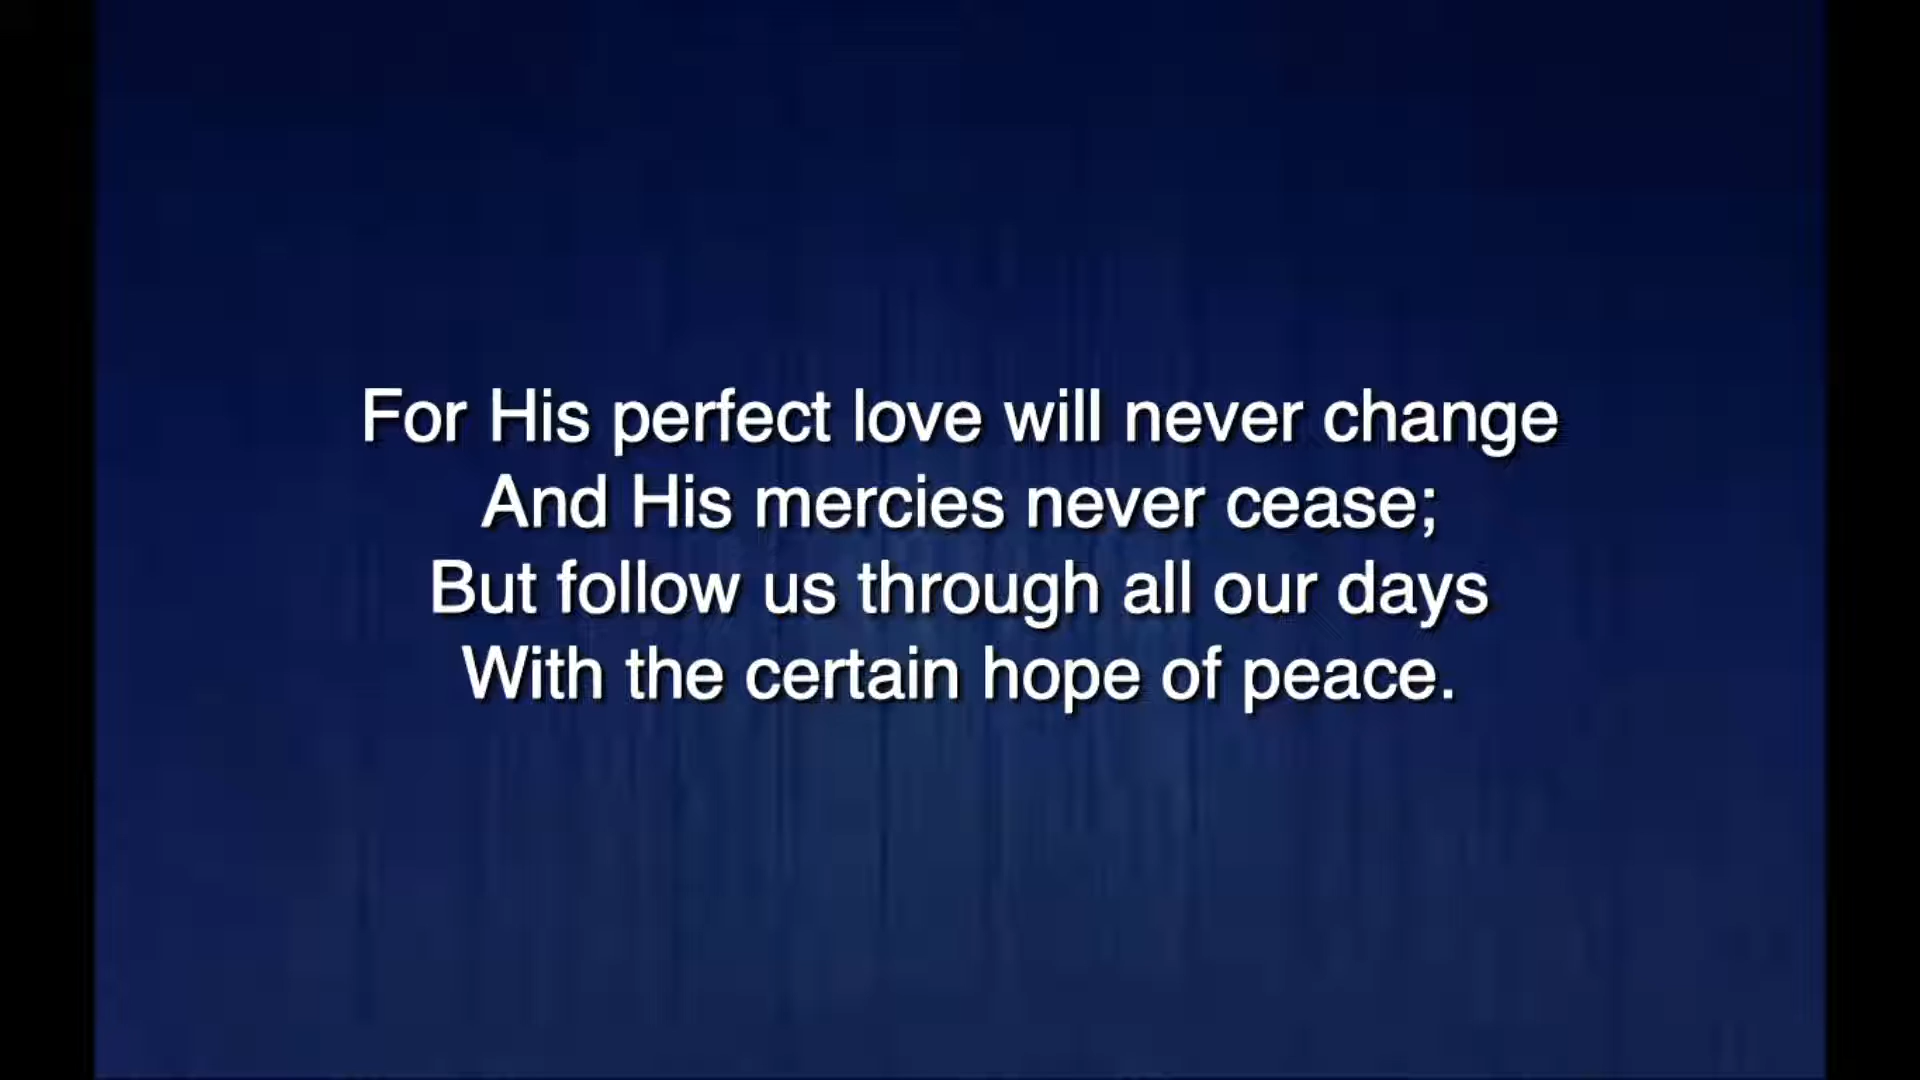 For His perfect love will never change
And His mercies never cease;
But follow us through all our days
With the certain hope of peace.